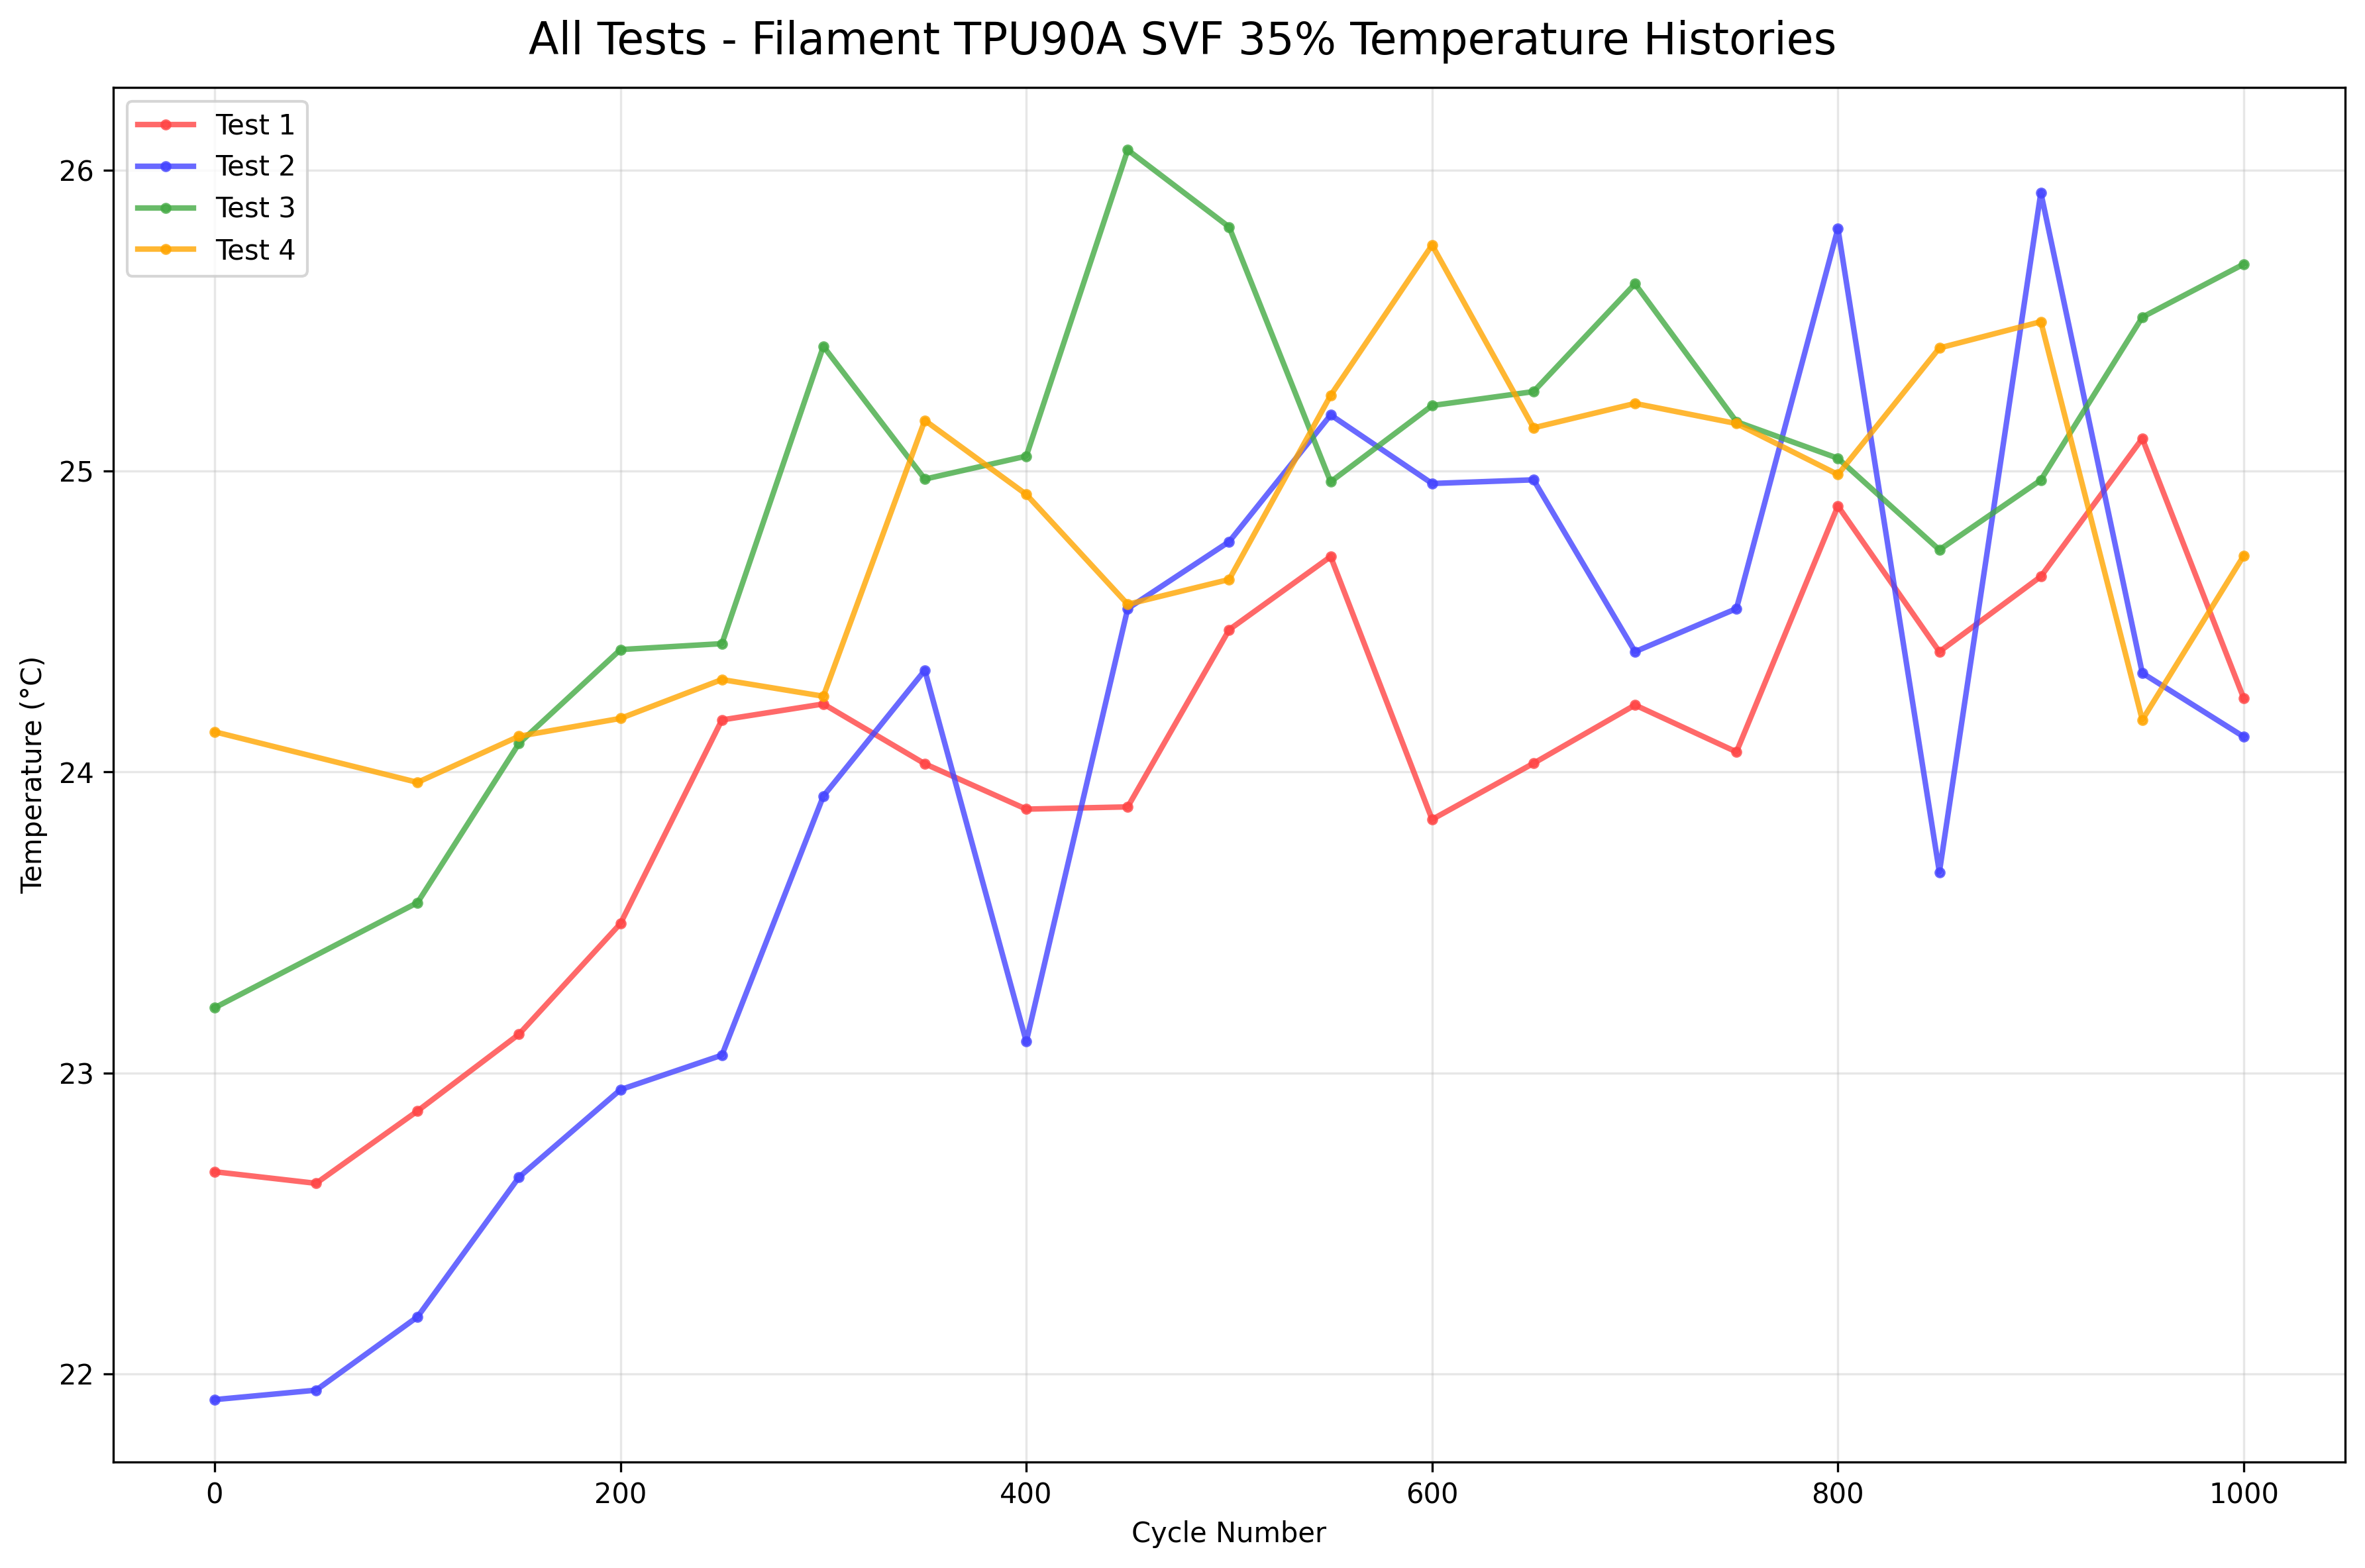 All Tests - Filament TPU90A SVF 35% Temperature Histories
Test 1
Test 2
Test 3
Test 4
26
25
24
23
22
Temperature (°C)
0 200 400 600 800 1000
Cycle Number